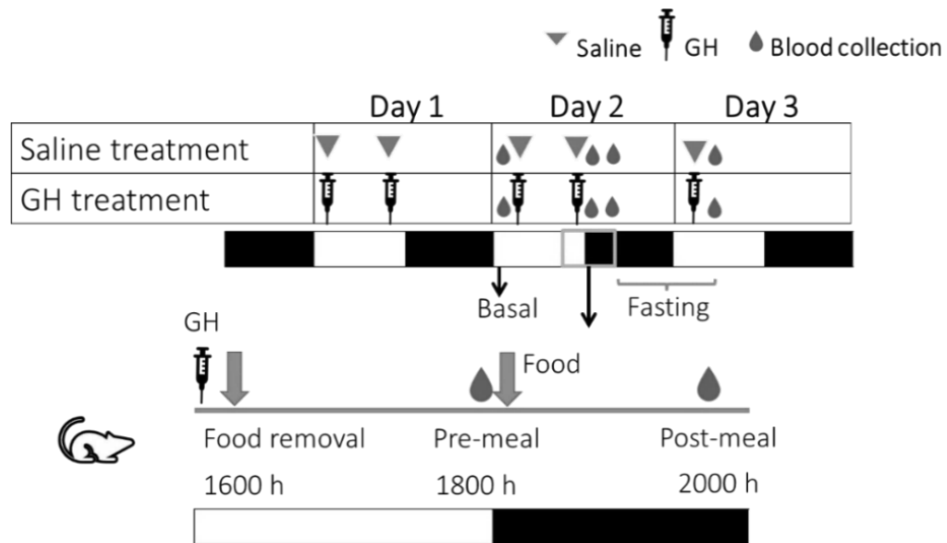 Saline GH Blood collection
Day 1 Day 2 Day 3
Saline treatment
GH treatment
Basal Fasting
GH
Food
Food removal Pre-meal Post-meal
1600 h 1800 h 2000 h